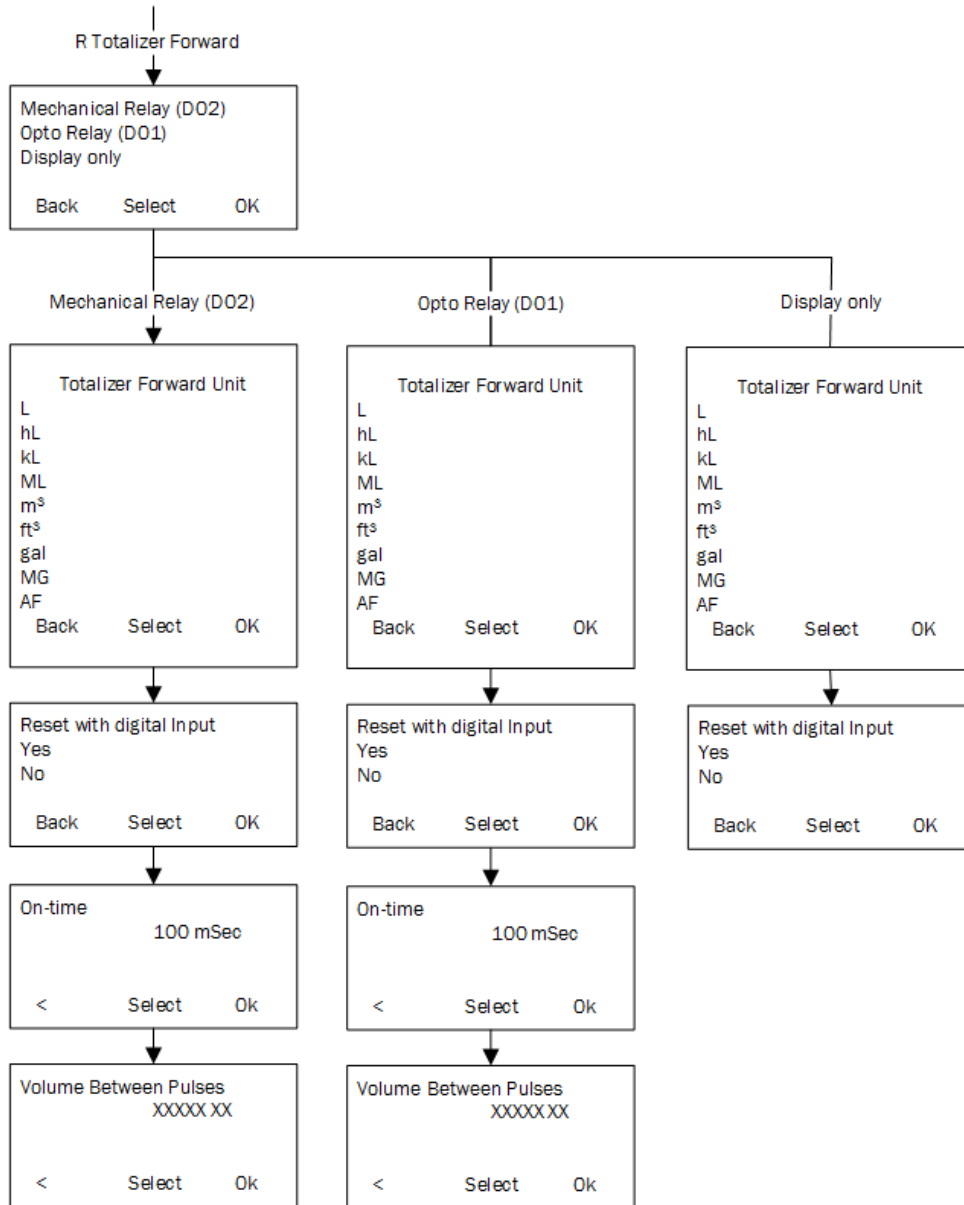 R Totalizer Forward
Mechanical Relay (DO2)
Opto Relay (DO1)
Display only
Back Select OK
Mechanical Relay (DO2)
Opto Relay (DO1)
Display only
Totalizer Forward Unit
L
hL
kL
ML
m³
ft³
gal
MG
AF
Back Select OK
Totalizer Forward Unit
L
hL
kL
ML
m³
ft³
gal
MG
AF
Back Select OK
Totalizer Forward Unit
L
hL
kL
ML
m³
ft³
gal
MG
AF
Back Select OK
Reset with digital Input
Yes
No
Back Select OK
Reset with digital Input
Yes
No
Back Select OK
Reset with digital Input
Yes
No
Back Select OK
On-time
100 mSec
< Select Ok
On-time
100 mSec
< Select Ok
Volume Between Pulses
XXXXX XX
< Select Ok
Volume Between Pulses
XXXXX XX
< Select Ok